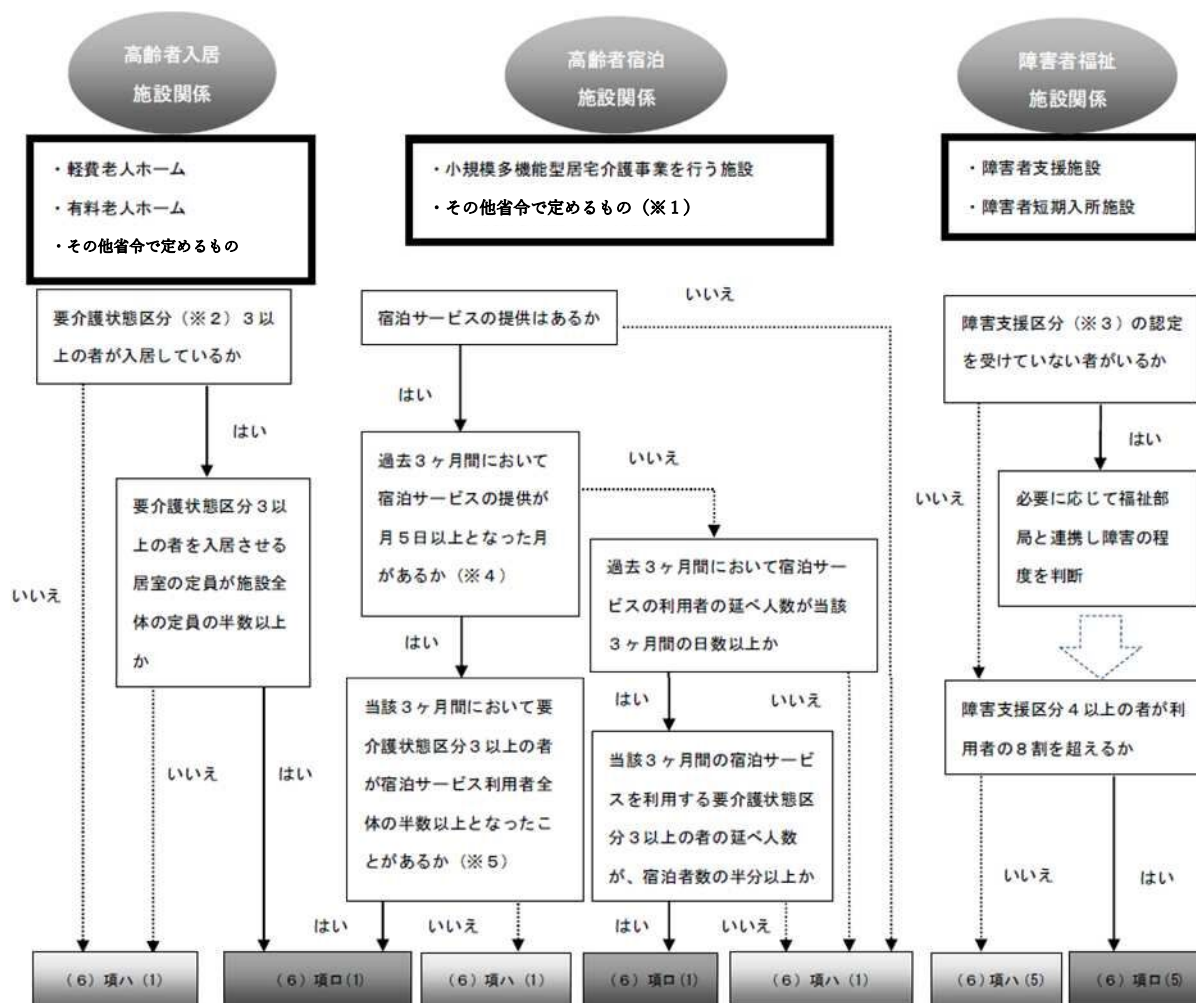 高齢者入居
施設関係
・軽費老人ホーム
・有料老人ホーム
・その他省令で定めるもの
要介護状態区分（※２）３以
上の者が入居しているか
はい
いいえ
要介護状態区分３以
上の者を入居させる
居室の定員が施設全
体の定員の半数以上
か
いいえ
はい
高齢者宿泊
施設関係
・小規模多機能型居宅介護事業を行う施設
・その他省令で定めるもの（※１）
宿泊サービスの提供はあるか
いいえ
はい
過去３ヶ月間において
宿泊サービスの提供が
月５日以上となった月
があるか（※４）
いいえ
はい
過去３ヶ月間において宿泊サー
ビスの利用者の延べ人数が当該
３ヶ月間の日数以上か
はい
いいえ
当該３ヶ月間において要
介護状態区分３以上の者
が宿泊サービス利用者全
体の半数以上となったこ
とがあるか（※５）
はい
いいえ
当該３ヶ月間の宿泊サービ
スを利用する要介護状態区
分３以上の者の延べ人数
が、宿泊者数の半分以上か
はい
いいえ
障害者福祉
施設関係
・障害者支援施設
・障害者短期入所施設
障害支援区分（※３）の認定
を受けていない者がいるか
はい
いいえ
必要に応じて福祉部
局と連携し障害の程
度を判断
障害支援区分４以上の者が利
用者の８割を超えるか
いいえ
はい
（６）項ハ（1）
（６）項ロ(1)
（６）項ハ（1）
（６）項ロ(1)
（６）項ハ（1）
（６）項ハ(5)
（６）項ロ(5)